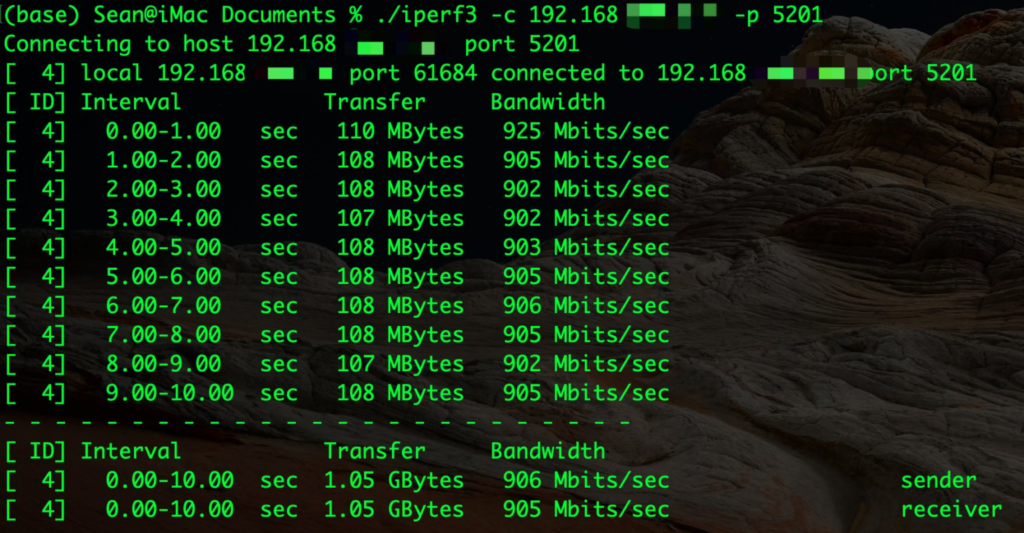 (base) Sean@iMac Documents % ./iperf3 -c 192.168 -p 5201
Connecting to host 192.168 port 5201
[  4] local 192.168 port 61684 connected to 192.168 port 5201
[ ID] Interval           Transfer     Bandwidth
[  4]   0.00-1.00   sec   110 MBytes   925 Mbits/sec
[  4]   1.00-2.00   sec   108 MBytes   905 Mbits/sec
[  4]   2.00-3.00   sec   108 MBytes   902 Mbits/sec
[  4]   3.00-4.00   sec   107 MBytes   902 Mbits/sec
[  4]   4.00-5.00   sec   108 MBytes   903 Mbits/sec
[  4]   5.00-6.00   sec   108 MBytes   905 Mbits/sec
[  4]   6.00-7.00   sec   108 MBytes   906 Mbits/sec
[  4]   7.00-8.00   sec   108 MBytes   905 Mbits/sec
[  4]   8.00-9.00   sec   107 MBytes   902 Mbits/sec
[  4]   9.00-10.00  sec   108 MBytes   905 Mbits/sec
- - - - - - - - - - - - - - - - - - - - - - - - -
[ ID] Interval           Transfer     Bandwidth
[  4]   0.00-10.00  sec  1.05 GBytes   906 Mbits/sec                  sender
[  4]   0.00-10.00  sec  1.05 GBytes   905 Mbits/sec                  receiver